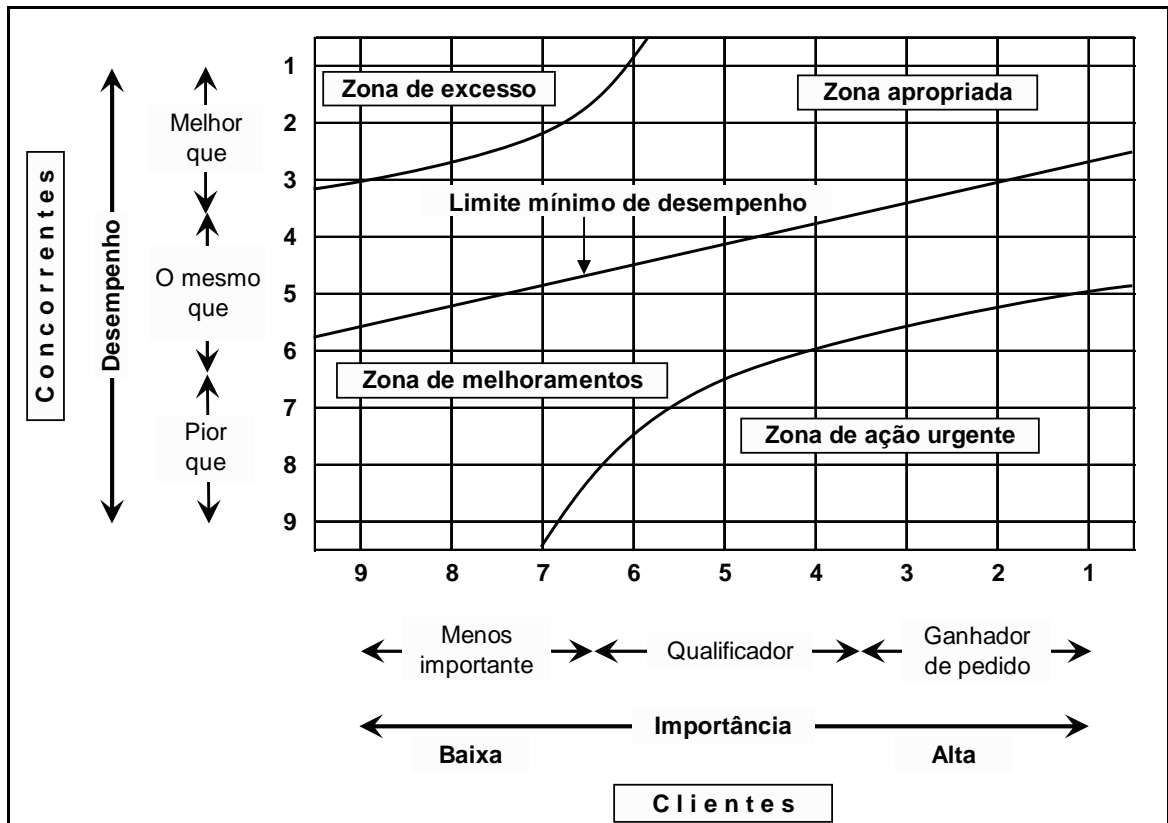 Concorrentes
Desempenho
Melhor
que
O mesmo
que
Pior
que
1
2
3
4
5
6
7
8
9
Zona de excesso
Zona apropriada
Limite mínimo de desempenho
Zona de melhoramentos
Zona de ação urgente
9 8 7 6 5 4 3 2 1
Menos
importante
Qualificador
Ganhador
de pedido
Importância
Baixa
Alta
Clientes